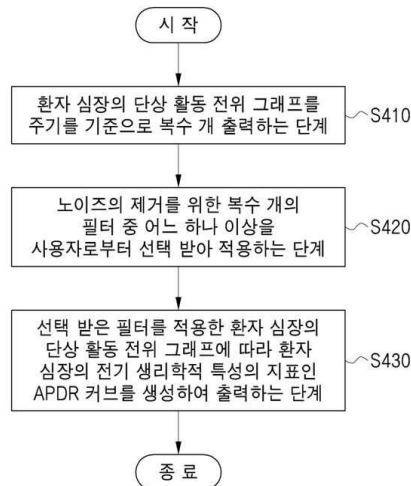 시 작
환자 심장의 단상 활동 전위 그래프를
주기를 기준으로 복수 개 출력하는 단계
S410
노이즈의 제거를 위한 복수 개의
필터 중 어느 하나 이상을
사용자로부터 선택 받아 적용하는 단계
S420
선택 받은 필터를 적용한 환자 심장의
단상 활동 전위 그래프에 따라 환자
심장의 전기 생리학적 특성의 지표인
APDR 커브를 생성하여 출력하는 단계
S430
종 료